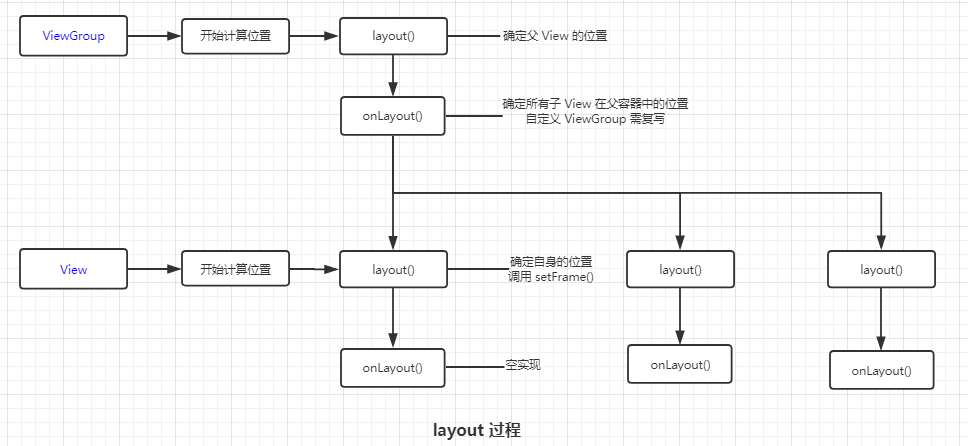 ViewGroup
开始计算位置
layout()
确定父 View 的位置
onLayout()
确定所有子 View 在父容器中的位置
自定义 ViewGroup 需复写
View
开始计算位置
layout()
确定自身的位置
调用 setFrame()
layout()
layout()
onLayout()
空实现
onLayout()
onLayout()
layout 过程